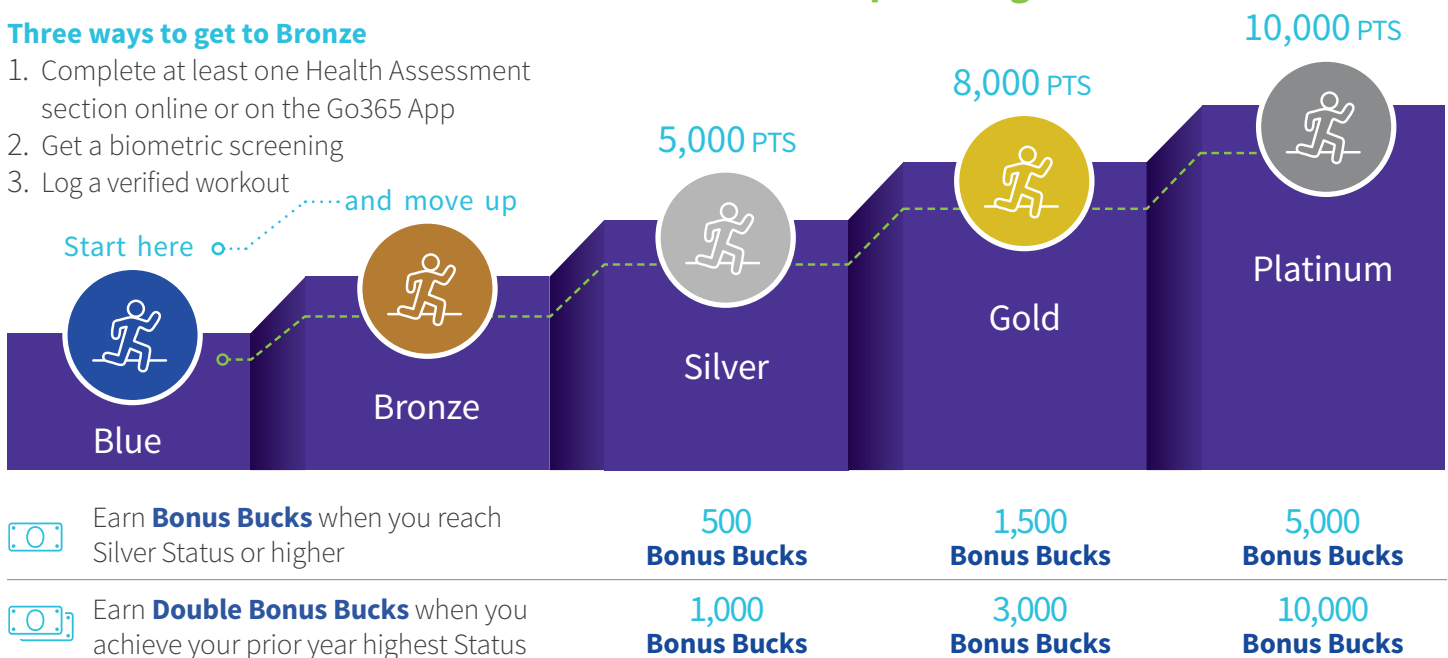 Three ways to get to Bronze
1. Complete at least one Health Assessment
section online or on the Go365 App
2. Get a biometric screening
3. Log a verified workout
Start here
and move up
5,000 PTS
8,000 PTS
10,000 PTS
Blue
Bronze
Silver
Gold
Platinum
Earn Bonus Bucks when you reach
Silver Status or higher
500
Bonus Bucks
1,500
Bonus Bucks
5,000
Bonus Bucks
Earn Double Bonus Bucks when you
achieve your prior year highest Status
1,000
Bonus Bucks
3,000
Bonus Bucks
10,000
Bonus Bucks